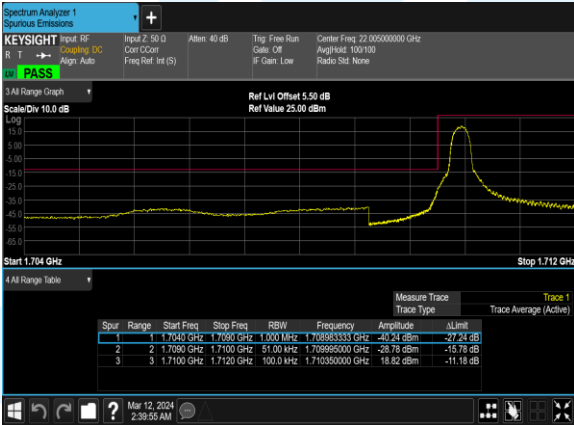 Spectrum Analyzer 1
Spurious Emissions
KEYSIGHT Input: RF Input Z: 50 Ω Atten: 40 dB Trig: Free Run Center Freq: 22.005000000 GHz
R T Coupling: DC Corr CCorr Gate: Off Avg|Hold: 100/100
Align: Auto Freq Ref: Int (S) IF Gain: Low Radio Std: None
PASS
3 All Range Graph
Ref Lvl Offset 5.50 dB
Scale/Div 10.0 dB Ref Value 25.00 dBm
Log
15.0
5.00
-5.00
-15.0
-25.0
-35.0
-45.0
-55.0
-65.0
Start 1.704 GHz Stop 1.712 GHz
4 All Range Table
Measure Trace Trace 1
Trace Type Trace Average (Active)
Spur Range Start Freq Stop Freq RBW Frequency Amplitude ΔLimit
1 1 1.7040 GHz 1.7090 GHz 1.000 MHz 1.708983333 GHz -40.24 dBm -27.24 dB
2 2 1.7090 GHz 1.7100 GHz 51.00 kHz 1.709995000 GHz -28.78 dBm -15.78 dB
3 3 1.7100 GHz 1.7120 GHz 100.0 kHz 1.710350000 GHz 18.82 dBm -11.18 dB
Mar 12, 2024
2:39:55 AM